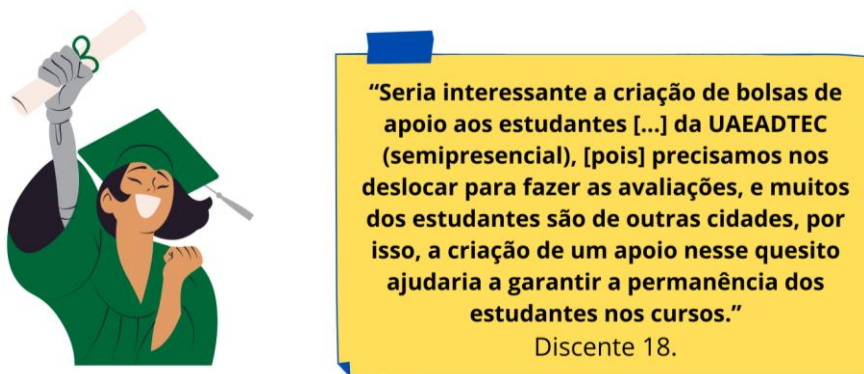 “Seria interessante a criação de bolsas de
apoio aos estudantes [...] da UAEADTEC
(semipresencial), [pois] precisamos nos
deslocar para fazer as avaliações, e muitos
dos estudantes são de outras cidades, por
isso, a criação de um apoio nesse quesito
ajudaria a garantir a permanência dos
estudantes nos cursos.”
Discente 18.